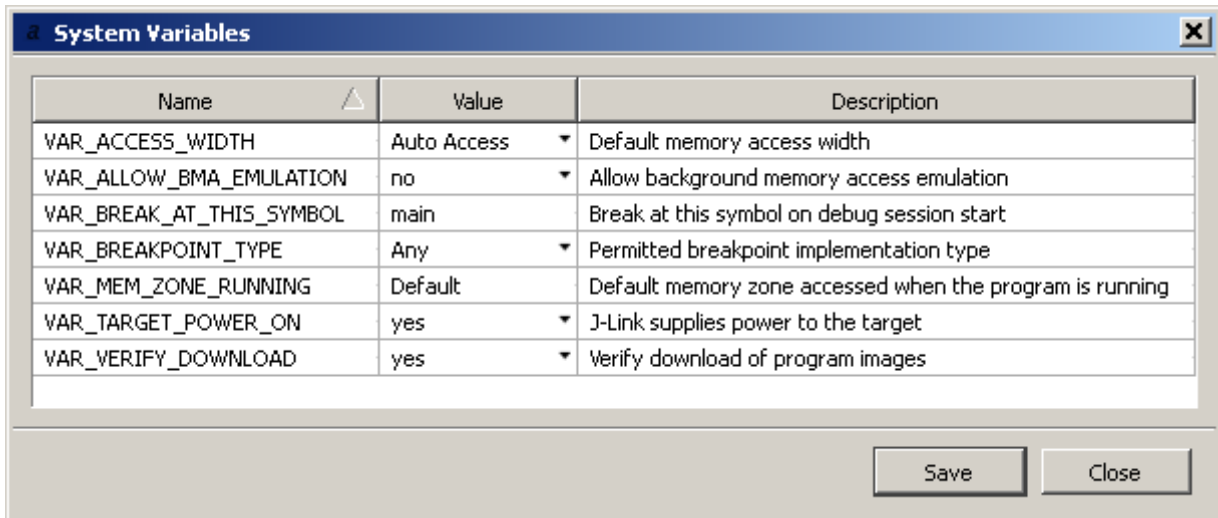 System Variables
Name Value Description
VAR_ACCESS_WIDTH Auto Access Default memory access width
VAR_ALLOW_BMA_EMULATION no Allow background memory access emulation
VAR_BREAK_AT_THIS_SYMBOL main Break at this symbol on debug session start
VAR_BREAKPOINT_TYPE Any Permitted breakpoint implementation type
VAR_MEM_ZONE_RUNNING Default Default memory zone accessed when the program is running
VAR_TARGET_POWER_ON yes J-Link supplies power to the target
VAR_VERIFY_DOWNLOAD yes Verify download of program images
Save Close